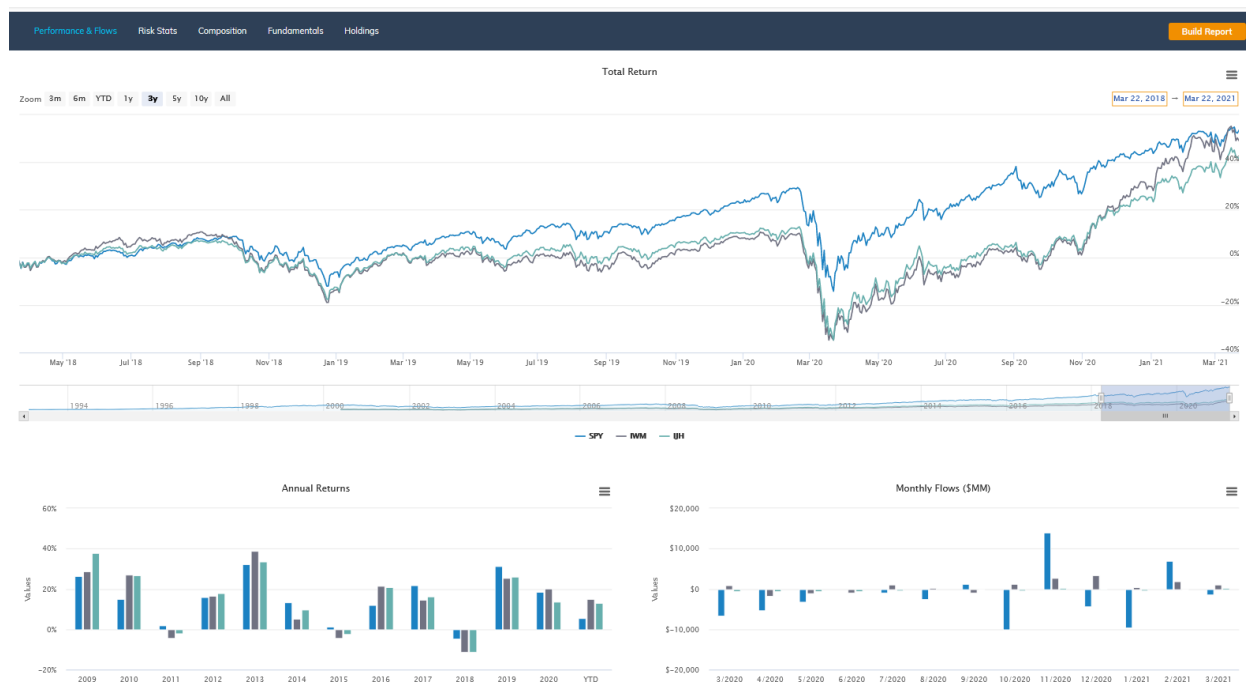 Performance & Flows Risk Stats Composition Fundamentals Holdings Build Report
Total Return
Zoom 3m 6m YTD 1y 3y 5y 10y All Mar 22, 2018 → Mar 22, 2021
40%
20%
0%
−20%
−40%
May '18 Jul '18 Sep '18 Nov '18 Jan '19 Mar '19 May '19 Jul '19 Sep '19 Nov '19 Jan '20 Mar '20 May '20 Jul '20 Sep '20 Nov '20 Jan '21 Mar '21
1994 1996 1998 2000 2002 2004 2006 2008 2010 2012 2014 2016 2018 2020
SPY IWM IJH
Annual Returns
Values
60%
40%
20%
0%
−20%
2009 2010 2011 2012 2013 2014 2015 2016 2017 2018 2019 2020 YTD
Monthly Flows ($MM)
Values
$20,000
$10,000
$0
$−10,000
$−20,000
3/2020 4/2020 5/2020 6/2020 7/2020 8/2020 9/2020 10/2020 11/2020 12/2020 1/2021 2/2021 3/2021